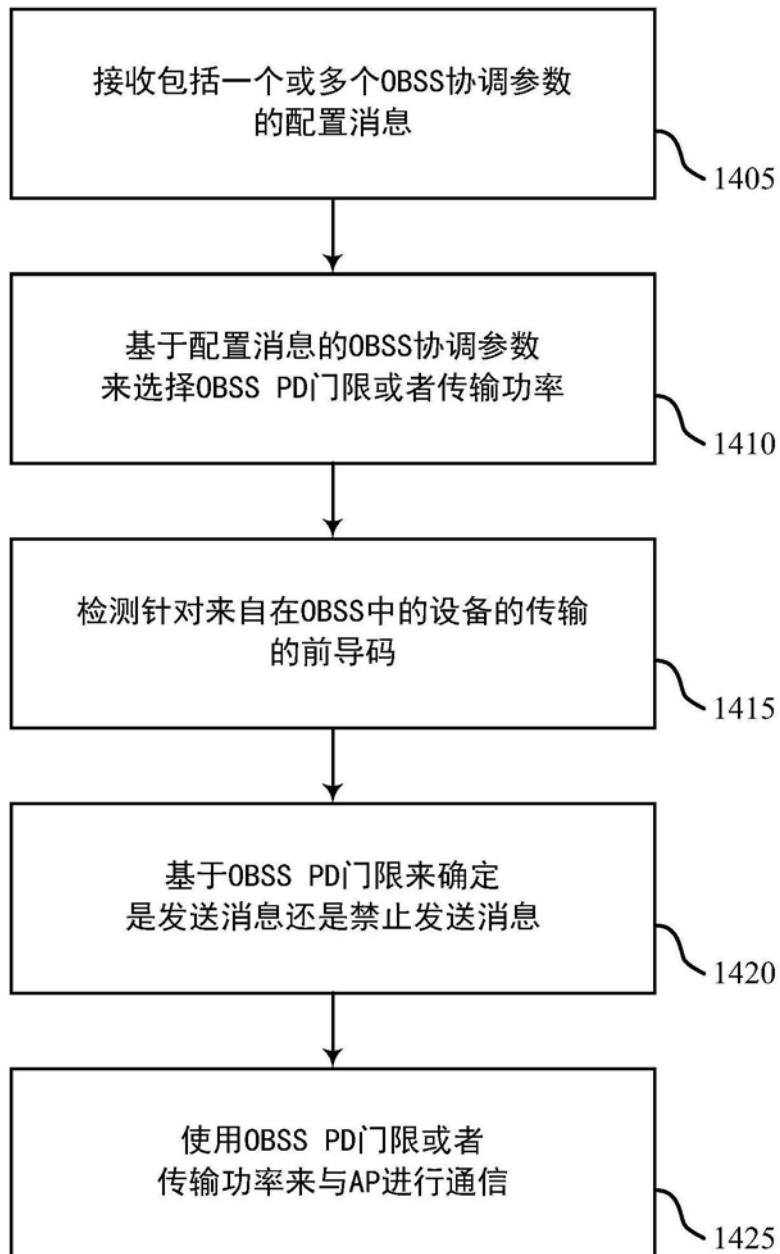 接收包括一个或多个OBSS协调参数
的配置消息
1405
基于配置消息的OBSS协调参数
来选择OBSS PD门限或者传输功率
1410
检测针对来自在OBSS中的设备的传输
的前导码
1415
基于OBSS PD门限来确定
是发送消息还是禁止发送消息
1420
使用OBSS PD门限或者
传输功率来与AP进行通信
1425